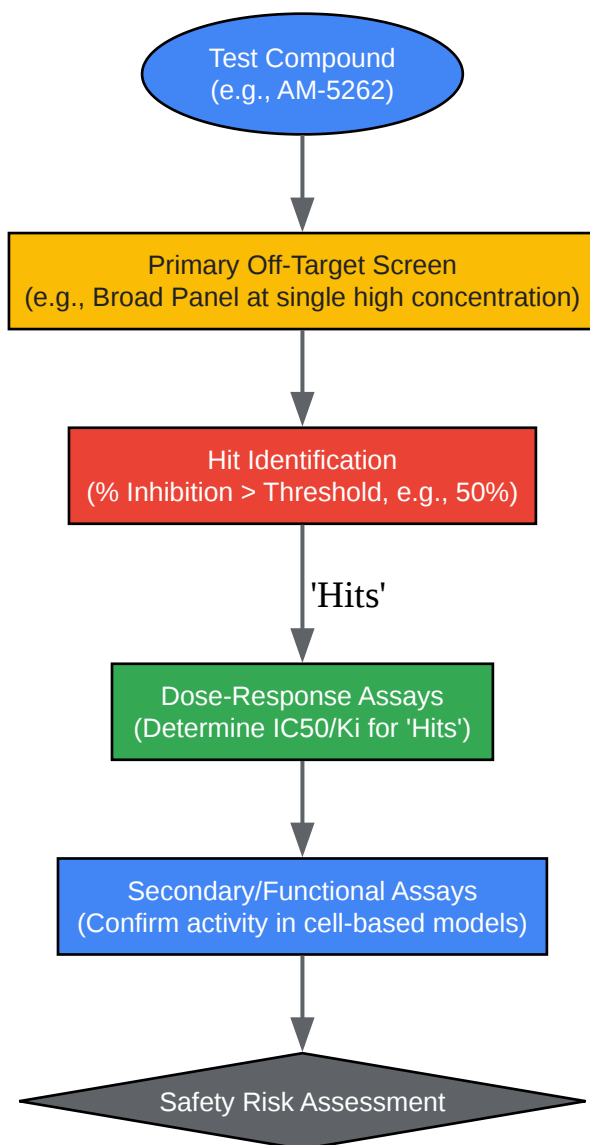 Test Compound
(e.g., AM-5262)
Primary Off-Target Screen
(e.g., Broad Panel at single high concentration)
Hit Identification
(% Inhibition > Threshold, e.g., 50%)
'Hits'
Dose-Response Assays
(Determine IC50/Ki for 'Hits')
Secondary/Functional Assays
(Confirm activity in cell-based models)
Safety Risk Assessment